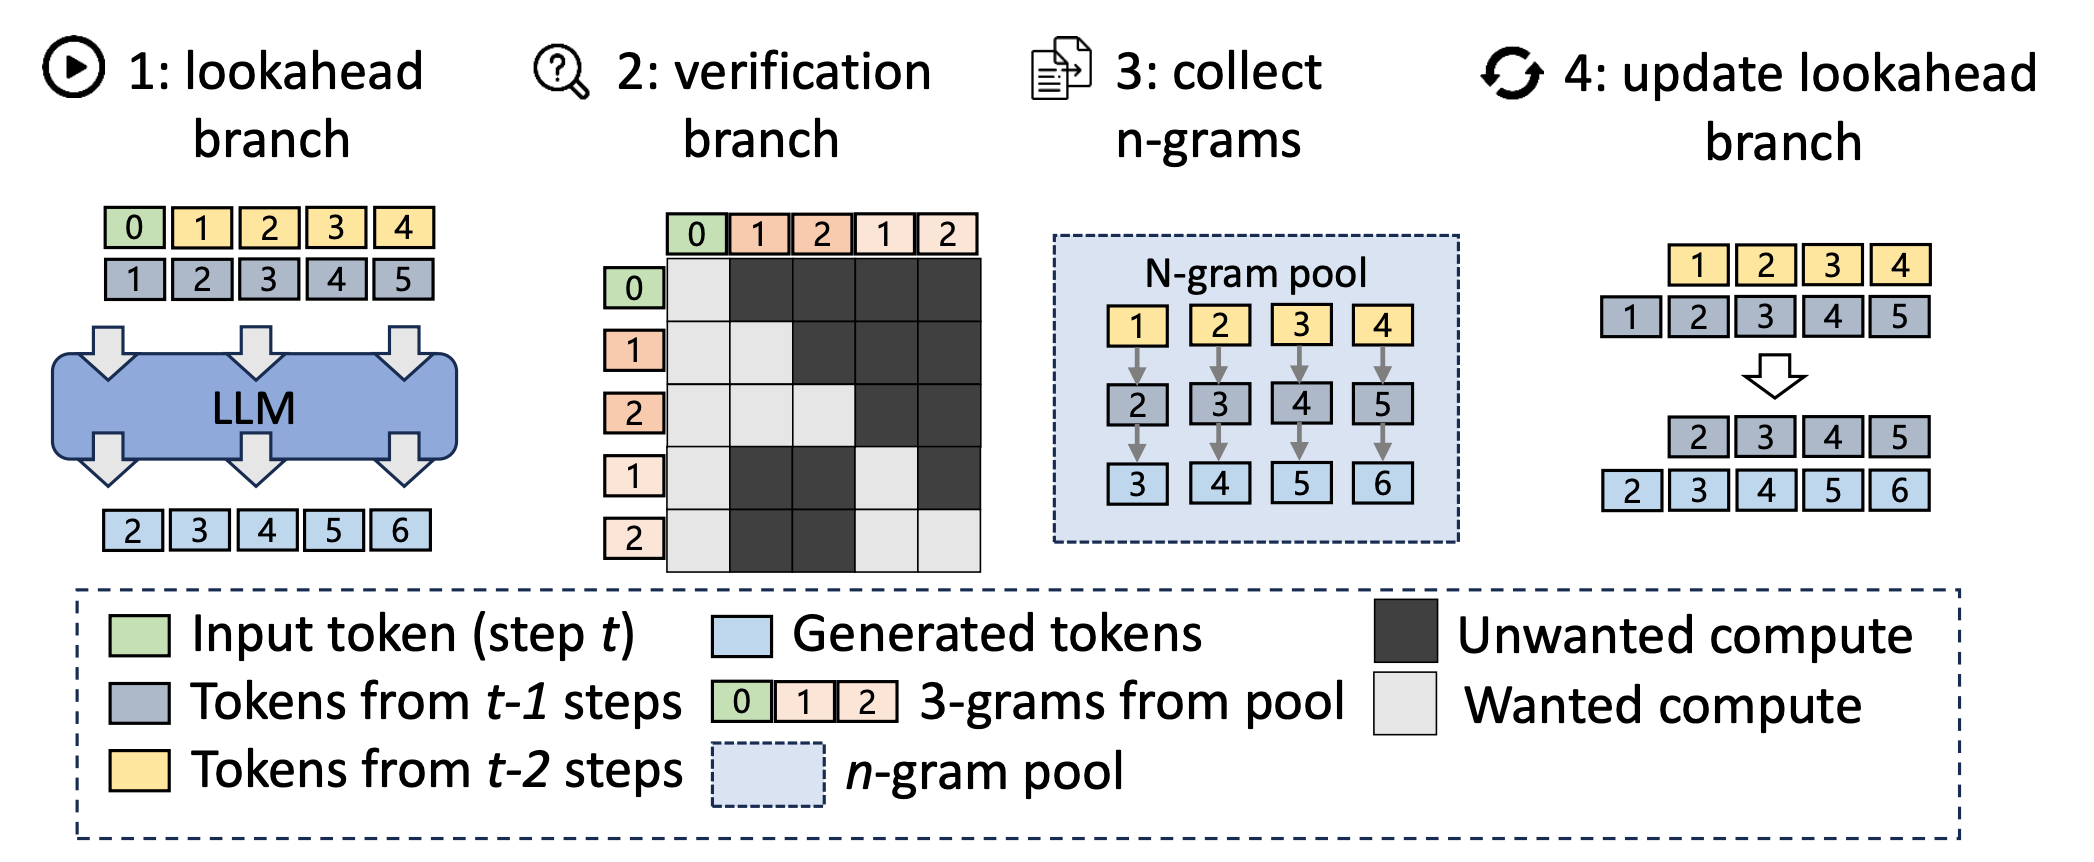 1: lookahead
branch
2: verification
branch
3: collect
n-grams
4: update lookahead
branch
0 1 2 3 4
1 2 3 4 5
LLM
2 3 4 5 6
0 1 2 1 2
0
1
2
1
2
N-gram pool
1 2 3 4
2 3 4 5
3 4 5 6
1 2 3 4
1 2 3 4 5
2 3 4 5
2 3 4 5 6
Input token (step t)
Tokens from t-1 steps
Tokens from t-2 steps
Generated tokens
0 1 2 3-grams from pool
n-gram pool
Unwanted compute
Wanted compute